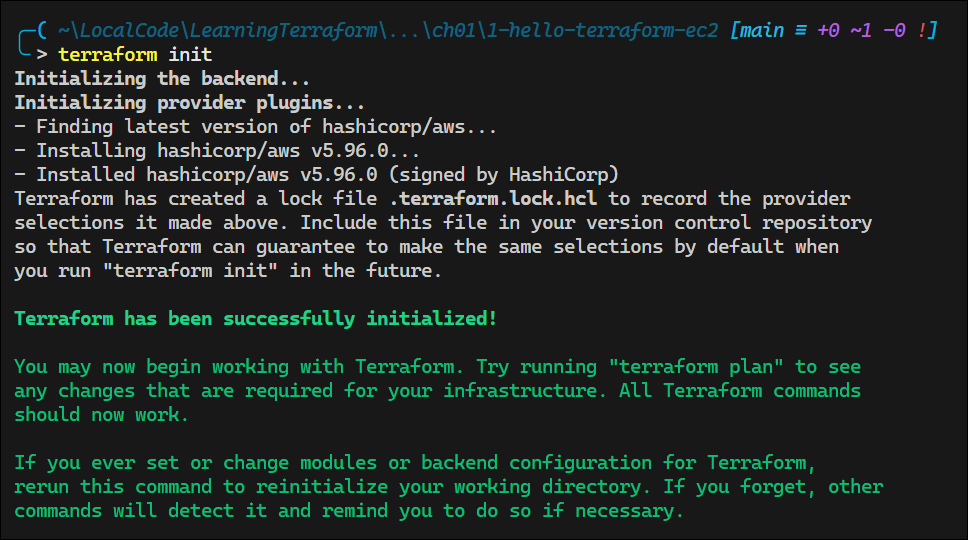 ~\LocalCode\LearningTerraform\...\ch01\1-hello-terraform-ec2 [main ≡ +0 ~1 -0 !]
> terraform init
Initializing the backend...
Initializing provider plugins...
- Finding latest version of hashicorp/aws...
- Installing hashicorp/aws v5.96.0...
- Installed hashicorp/aws v5.96.0 (signed by HashiCorp)
Terraform has created a lock file .terraform.lock.hcl to record the provider
selections it made above. Include this file in your version control repository
so that Terraform can guarantee to make the same selections by default when
you run "terraform init" in the future.
Terraform has been successfully initialized!
You may now begin working with Terraform. Try running "terraform plan" to see
any changes that are required for your infrastructure. All Terraform commands
should now work.
If you ever set or change modules or backend configuration for Terraform,
rerun this command to reinitialize your working directory. If you forget, other
commands will detect it and remind you to do so if necessary.